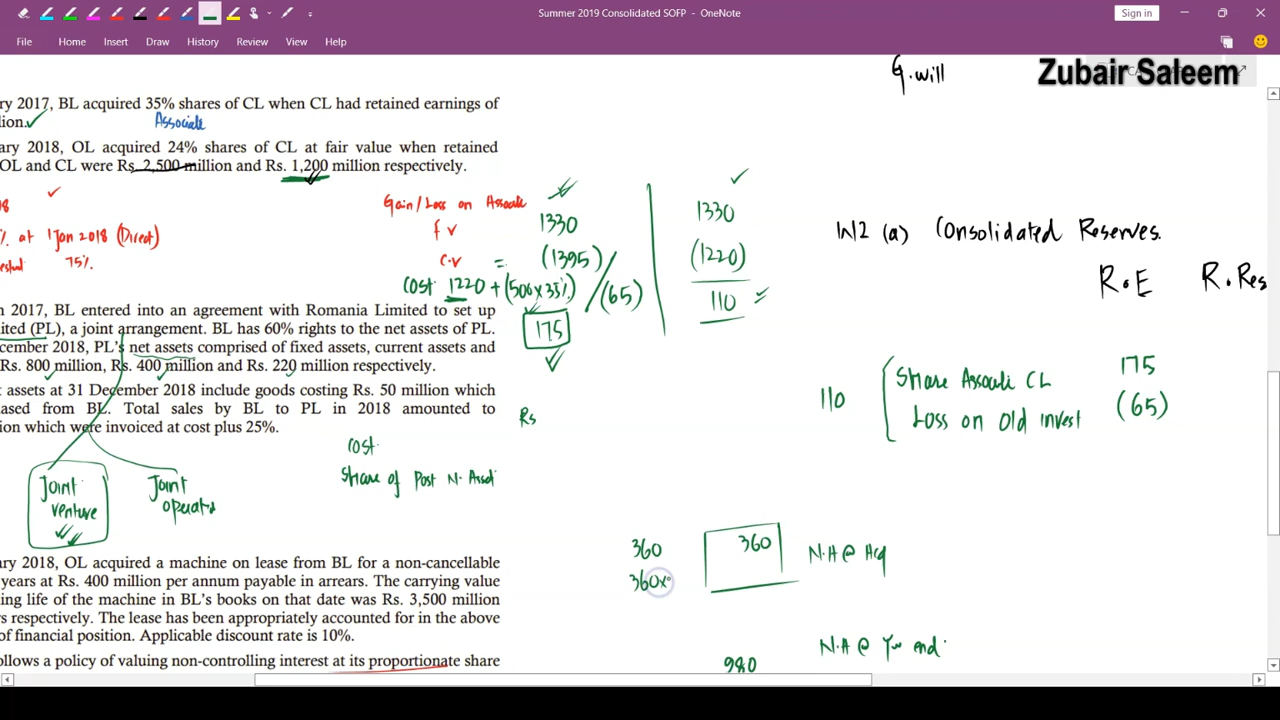 Summer 2019 Consolidated SOFP - OneNote
Sign in
File Home Insert Draw History Review View Help
Zubair Saleem
G.will
ry 2017, BL acquired 35% shares of CL when CL had retained earnings of
lion.
Associate
ary 2018, OL acquired 24% shares of CL at fair value when retained
OL and CL were Rs. 2,500 million and Rs. 1,200 million respectively.
18
% at 1 Jan 2018 (Direct)
75%.
Gain/Loss on Associate
f v
c.v
cost 1220 + (500 x 35%)
175
1330
= (1395)
(65)
1330
(1220)
110
W2 (a) Consolidated Reserves.
R.E R.Res
n 2017, BL entered into an agreement with Romania Limited to set up
ited (PL), a joint arrangement. BL has 60% rights to the net assets of PL.
ecember 2018, PL's net assets comprised of fixed assets, current assets and
Rs. 800 million, Rs. 400 million and Rs. 220 million respectively.
t assets at 31 December 2018 include goods costing Rs. 50 million which
ased from BL. Total sales by BL to PL in 2018 amounted to
ion which were invoiced at cost plus 25%.
110
Share Associate CL 175
Loss on Old invest (65)
Rs
cost
Share of Post N. Asset
Joint venture
Joint operatn
360
360x
360 N.A @ Acq
N.A @ Year end
980
ary 2018, OL acquired a machine on lease from BL for a non-cancellable
years at Rs. 400 million per annum payable in arrears. The carrying value
ning life of the machine in BL's books on that date was Rs. 3,500 million
rs respectively. The lease has been appropriately accounted for in the above
of financial position. Applicable discount rate is 10%.
ollows a policy of valuing non-controlling interest at its proportionate share